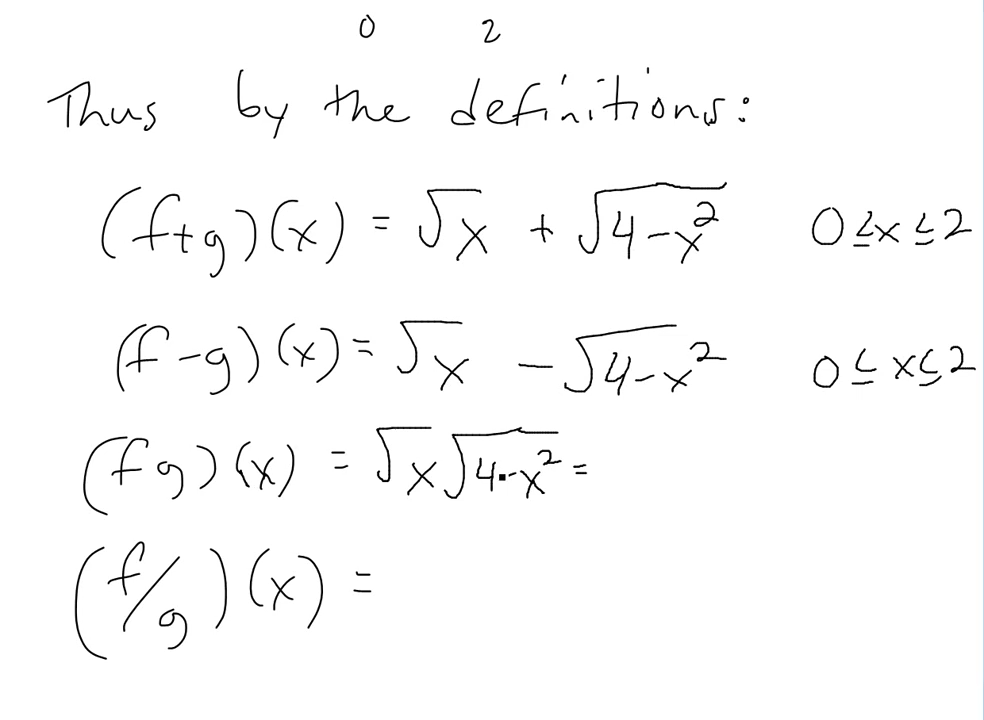 0 2
Thus by the definitions:
(f+g)(x) = √x + √4-x² 0≤x≤2
(f-g)(x) = √x - √4-x² 0≤x≤2
(fg)(x) = √x√4-x² =
(f/g)(x) =